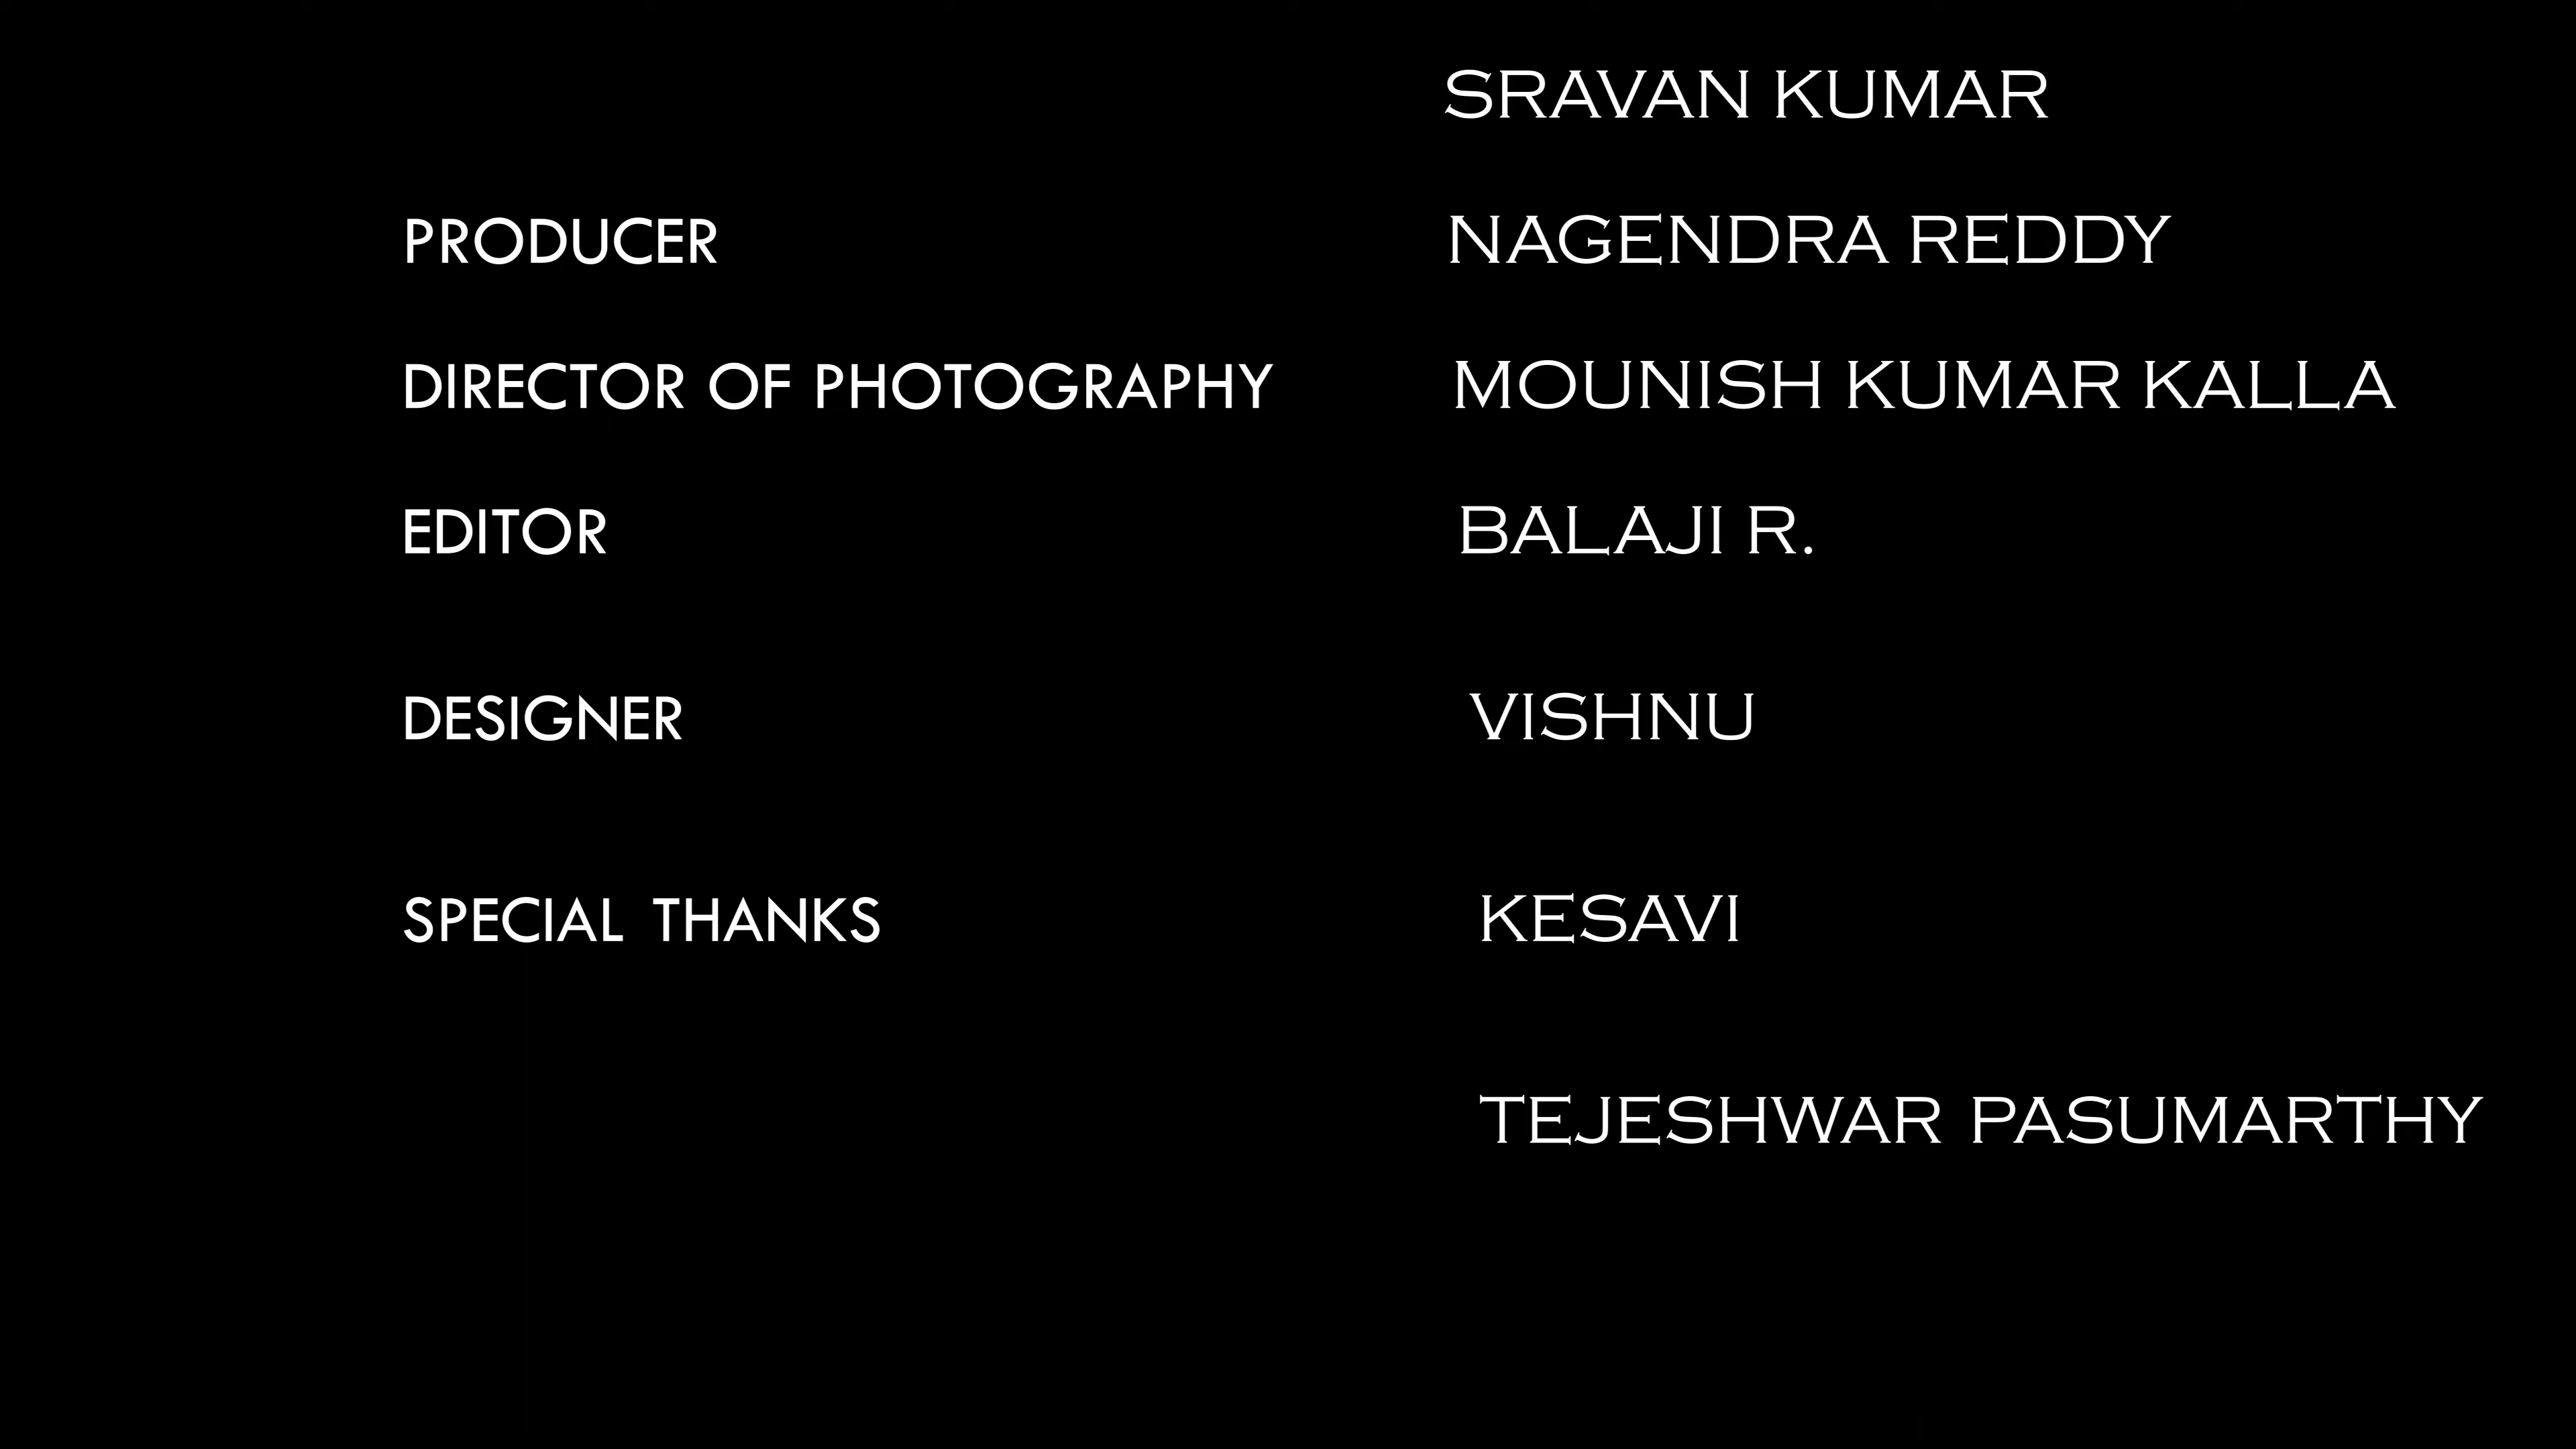 SRAVAN KUMAR
PRODUCER NAGENDRA REDDY
DIRECTOR OF PHOTOGRAPHY MOUNISH KUMAR KALLA
EDITOR BALAJI R.
DESIGNER VISHNU
SPECIAL THANKS KESAVI
TEJESHWAR PASUMARTHY